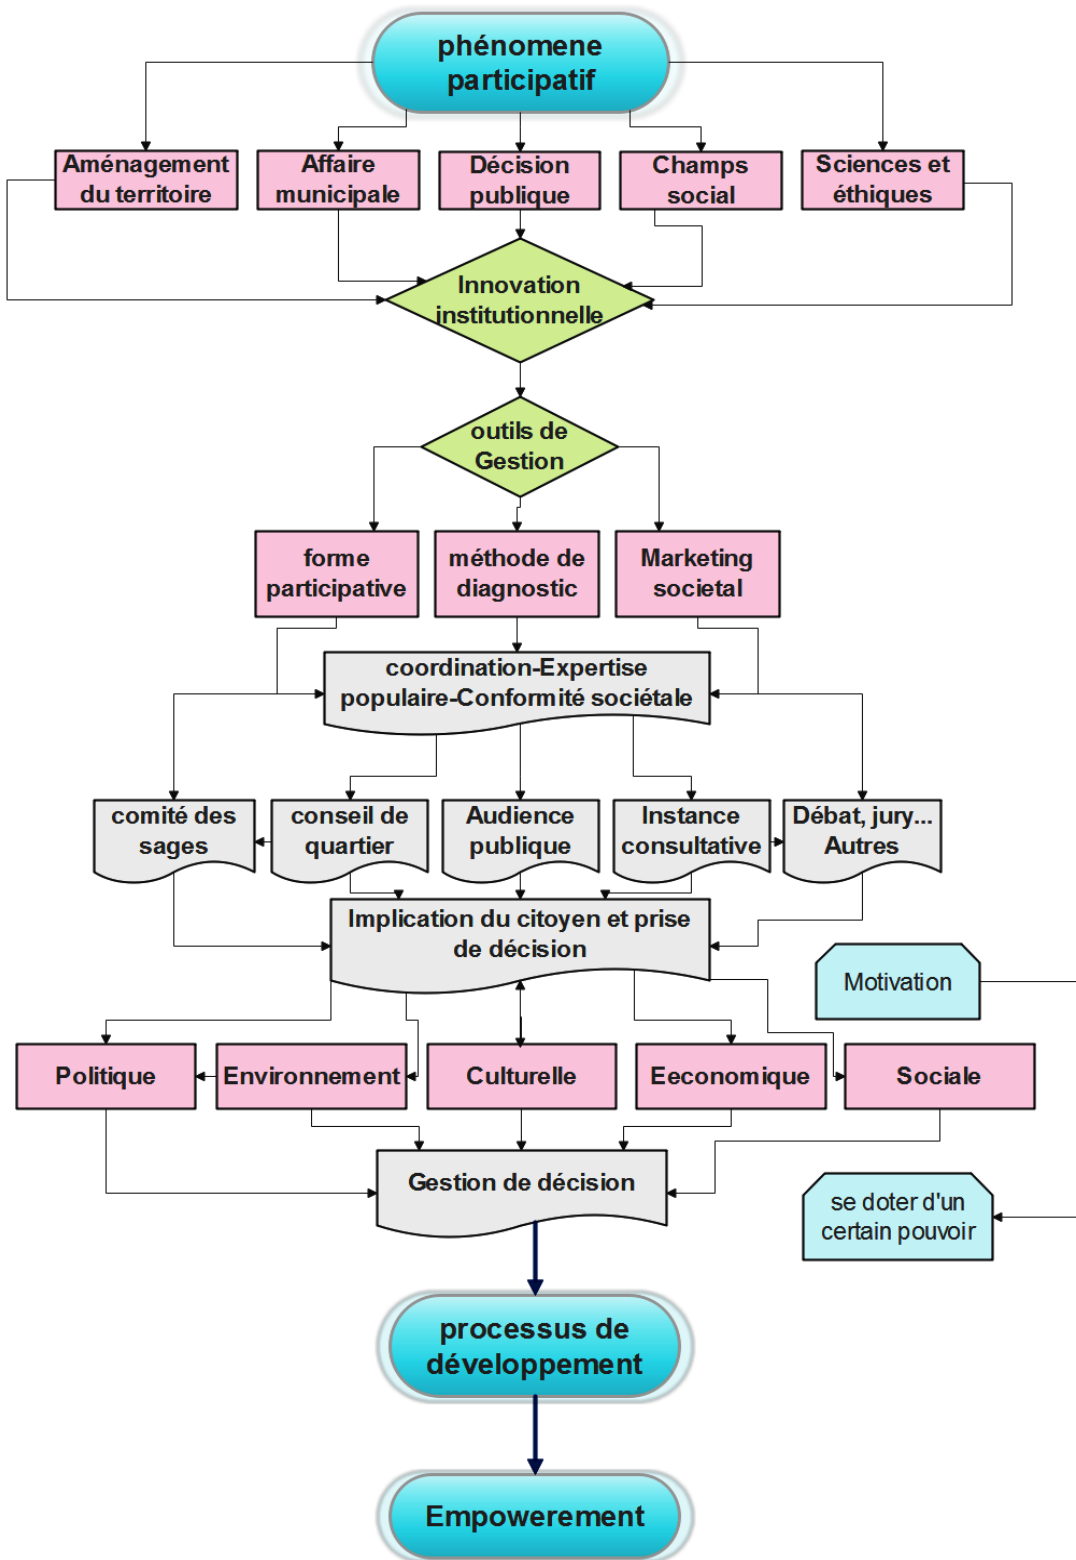 phénomene
participatif
Aménagement
du territoire
Affaire
municipale
Décision
publique
Champs
social
Sciences et
éthiques
Innovation
institutionnelle
outils de
Gestion
forme
participative
méthode de
diagnostic
Marketing
societal
coordination-Expertise
populaire-Conformité sociétale
comité des
sages
conseil de
quartier
Audience
publique
Instance
consultative
Débat, jury...
Autres
Implication du citoyen et prise
de décision
Motivation
Politique
Environnement
Culturelle
Eeconomique
Sociale
Gestion de décision
se doter d'un
certain pouvoir
processus de
développement
Empowerement